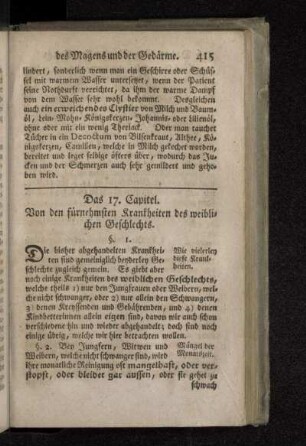 des Magens und der Gedärme. 415
lindert, sonderlich wenn man ein Geschirr oder Schüs-
sel mit warmem Wasser untersetzet, wenn der Patient
seine Nothdurft verrichtet, da ihm der warme Dampf
von dem Wasser sehr wohl bekommt. Desgleichen
auch ein erweichendes Clystier von Milch und Baum-
öl, Lein- Mohn- Königskerzen- Johannis- oder Lilienöl,
ohne oder mit ein wenig Theriack. Oder man tauchet
Tücher in ein Decoctum von Bilsenkraut, Althee, Kö-
nigskerzen, Camillen, welche in Milch gekochet worden,
bereitet und leget selbige öfters über, wodurch das Ju-
cken und der Schmerzen auch sehr gemildert und geho-
ben wird.
Das 17. Capitel.
Von den fürnehmsten Krankheiten des weibli-
chen Geschlechts.
§. 1.
Die bisher abgehandelten Krankhei-
ten sind gemeiniglich beyderley Ge-
schlechte zugleich gemein. Es giebt aber
noch einige Krankheiten des weiblichen Geschlechts,
welche theils 1) nur den Jungfrauen oder Weibern, wel-
che nicht schwanger, oder 2) nur allein den Schwangern,
3) denen Kreyssenden und Gebährenden, und 4) denen
Kindbetterinnen allein eigen sind, davon wir auch schon
verschiedene hin und wieder abgehandelt; doch sind noch
einige übrig, welche wir hier betrachten wollen.
Wie vielerley
diese Krank-
heiten.
§. 2. Bey Jungfern, Witwen und
Weibern, welche nicht schwanger sind, wird
ihre monatliche Reinigung oft mangelhaft, oder ver-
stopft, oder bleibet gar aussen, oder sie gehet zu
Mängel der
Monatszeit.
schwach